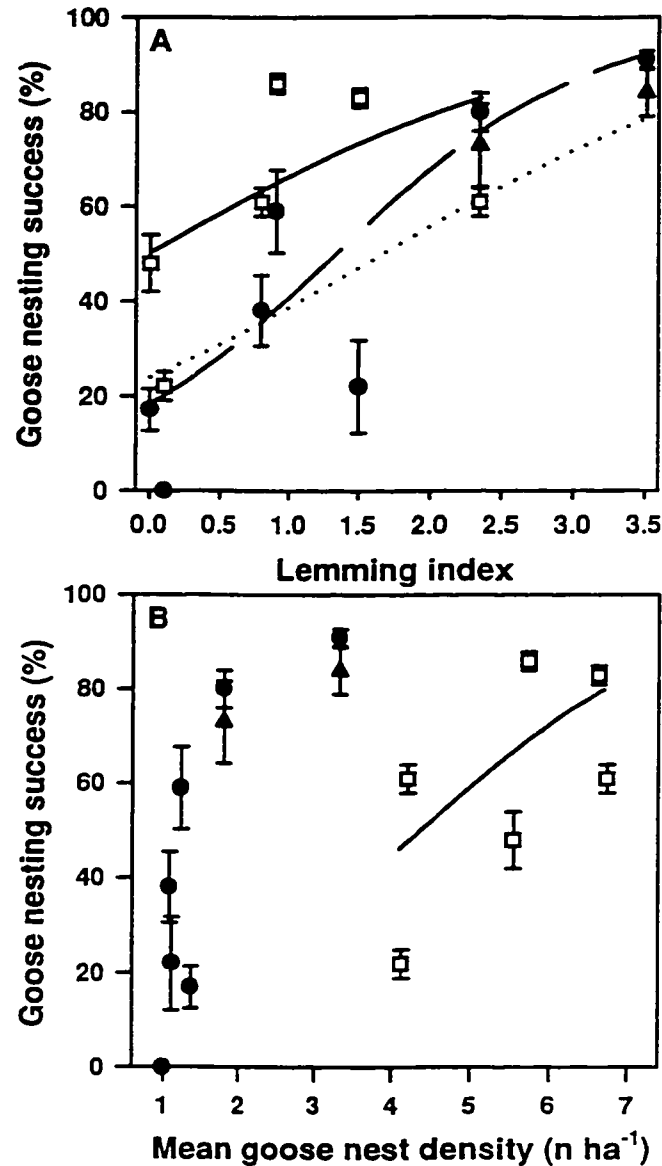 100
A
80
60
40
20
0
Goose nesting success (%)
0.0 0.5 1.0 1.5 2.0 2.5 3.0 3.5
Lemming index
100
B
80
60
40
20
0
Goose nesting success (%)
1 2 3 4 5 6 7
Mean goose nest density (n ha⁻¹)